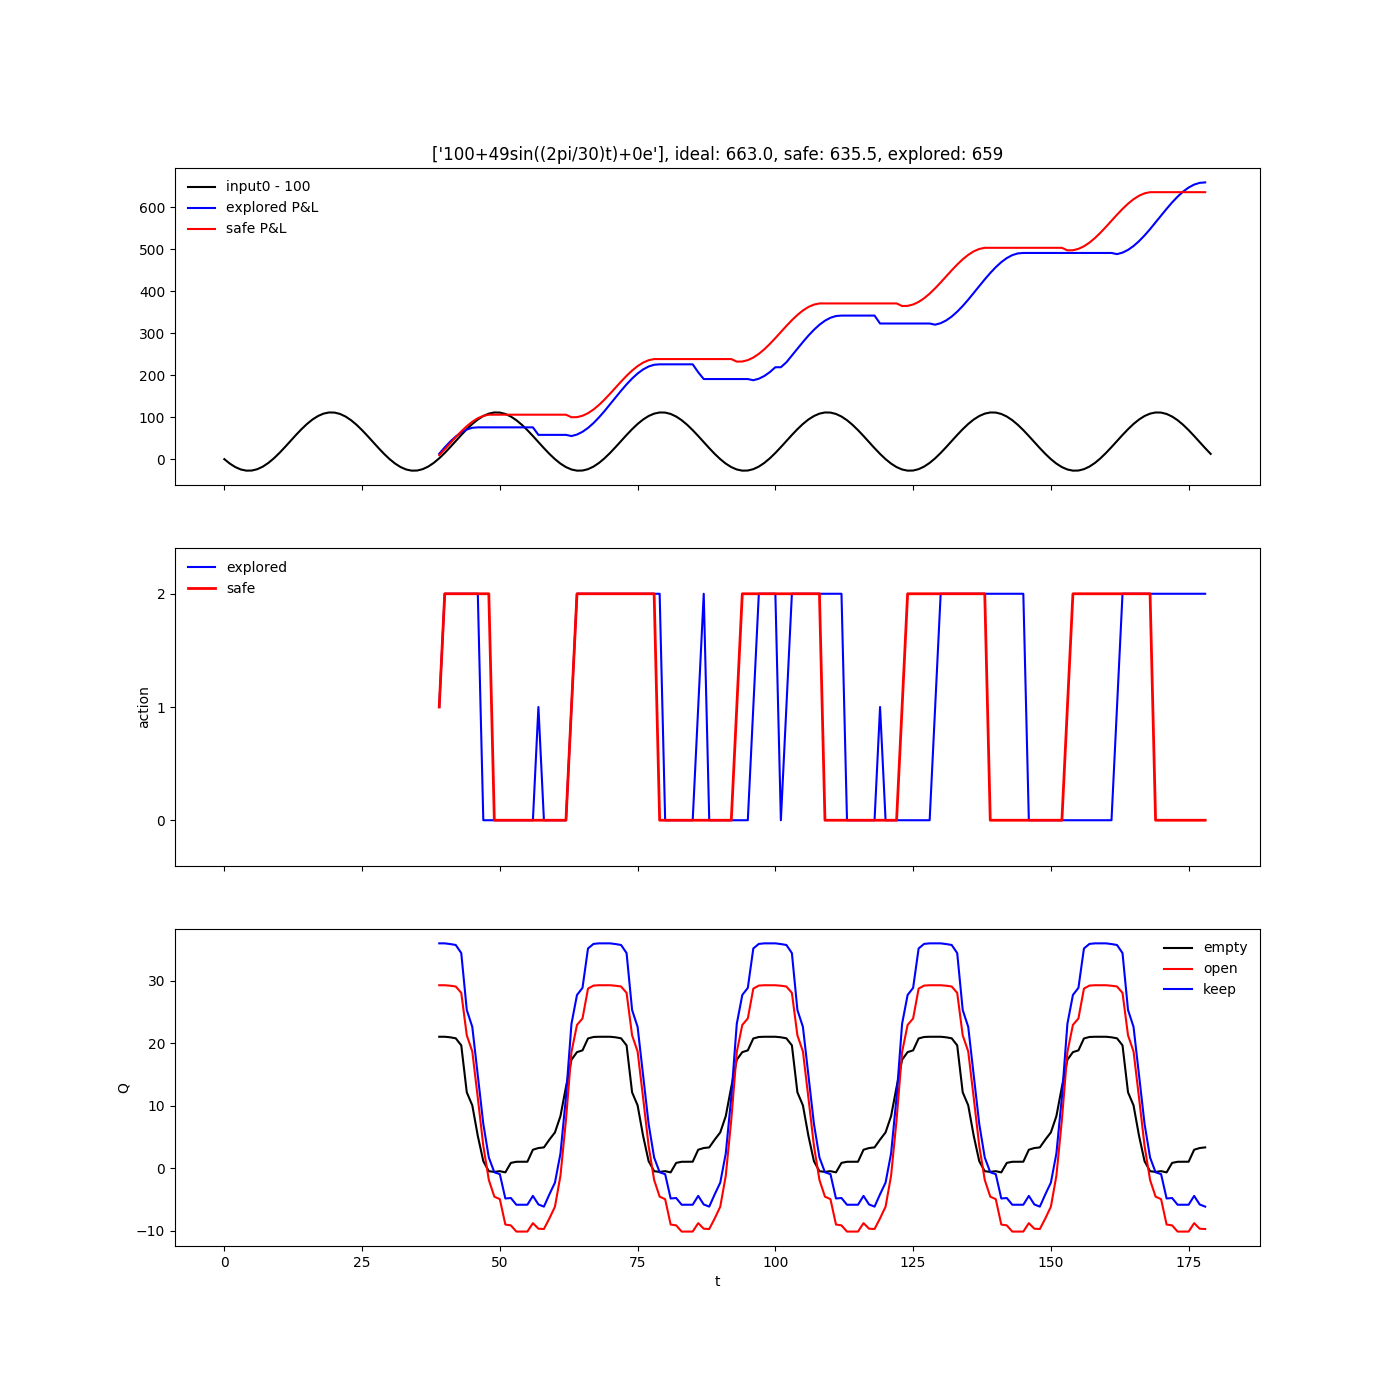 ['100+49sin((2pi/30)t)+0e'], ideal: 663.0, safe: 635.5, explored: 659
input0 - 100
explored P&L
safe P&L
600
500
400
300
200
100
0
explored
safe
2
1
0
action
empty
open
keep
30
20
10
0
−10
Q
0 25 50 75 100 125 150 175
t